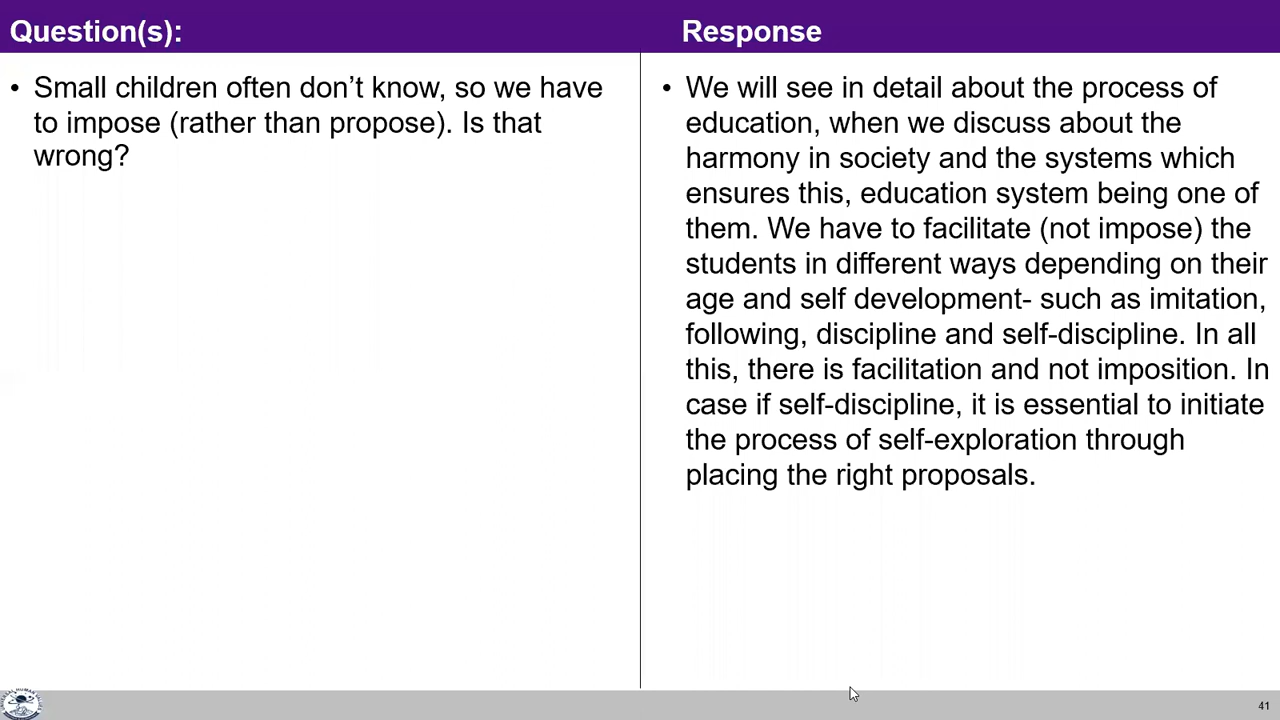 Question(s):
Response
• Small children often don’t know, so we have
to impose (rather than propose). Is that
wrong?
• We will see in detail about the process of
education, when we discuss about the
harmony in society and the systems which
ensures this, education system being one of
them. We have to facilitate (not impose) the
students in different ways depending on their
age and self development- such as imitation,
following, discipline and self-discipline. In all
this, there is facilitation and not imposition. In
case if self-discipline, it is essential to initiate
the process of self-exploration through
placing the right proposals.
41